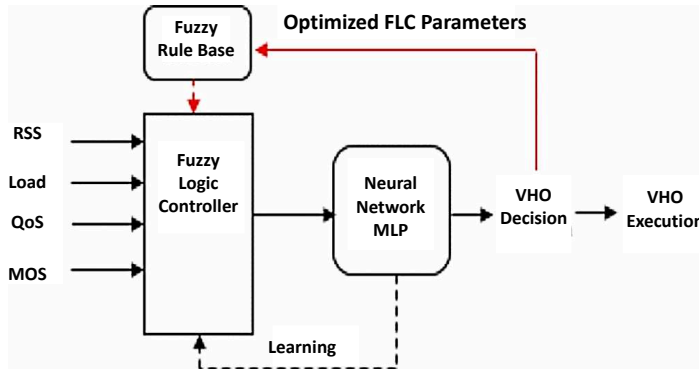 Fuzzy
Rule Base
Optimized FLC Parameters
RSS
Load
QoS
MOS
Fuzzy
Logic
Controller
Neural
Network
MLP
VHO
Decision
VHO
Execution
Learning